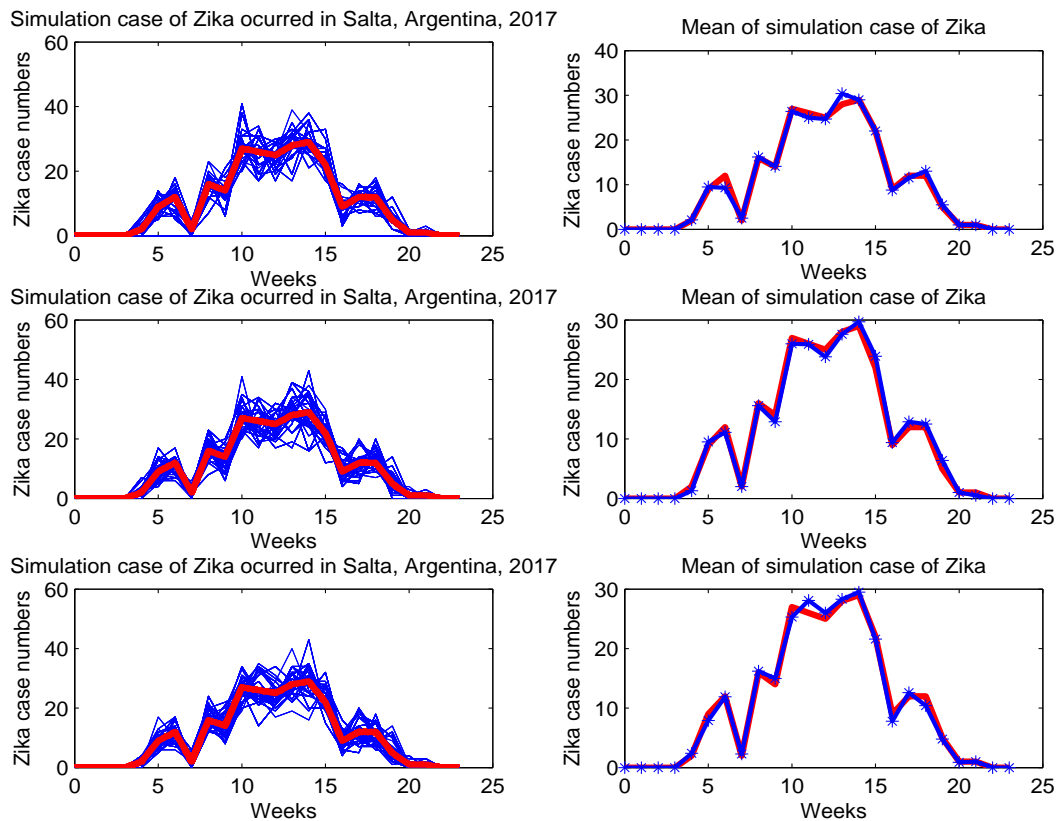 Simulation case of Zika ocurred in Salta, Argentina, 2017
60
40
20
0
Zika case numbers
0 5 10 15 20 25
Weeks
Mean of simulation case of Zika
40
30
20
10
0
Zika case numbers
0 5 10 15 20 25
Weeks
Simulation case of Zika ocurred in Salta, Argentina, 2017
60
40
20
0
Zika case numbers
0 5 10 15 20 25
Weeks
Mean of simulation case of Zika
30
20
10
0
Zika case numbers
0 5 10 15 20 25
Weeks
Simulation case of Zika ocurred in Salta, Argentina, 2017
60
40
20
0
Zika case numbers
0 5 10 15 20 25
Weeks
Mean of simulation case of Zika
30
20
10
0
Zika case numbers
0 5 10 15 20 25
Weeks